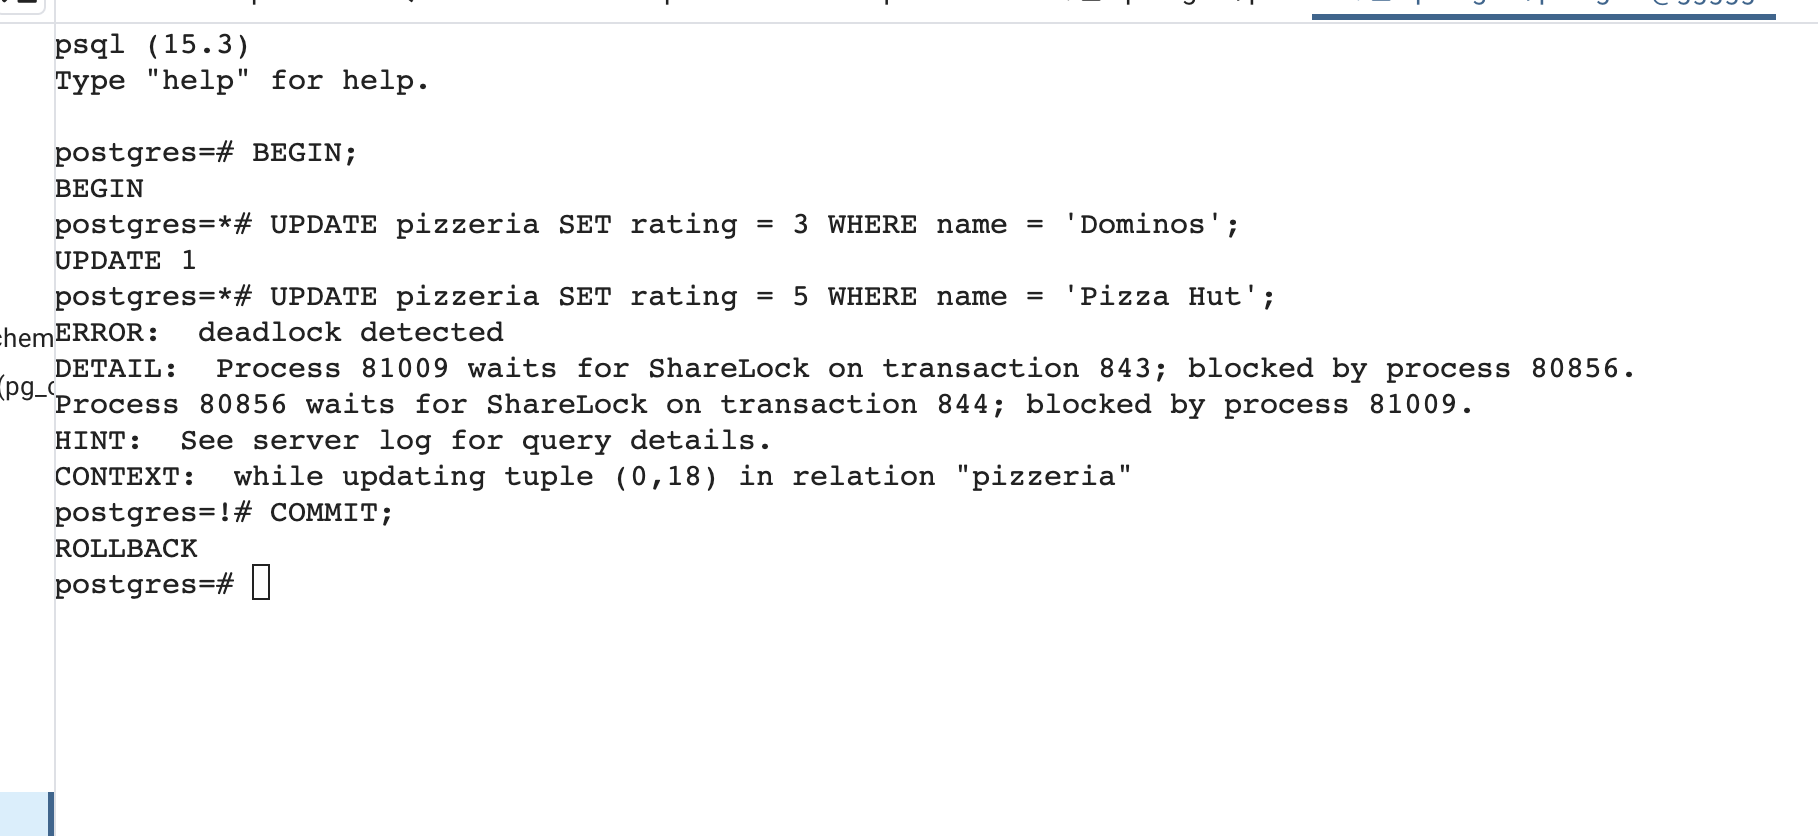 psql (15.3)
Type "help" for help.
postgres=# BEGIN;
BEGIN
postgres=*# UPDATE pizzeria SET rating = 3 WHERE name = 'Dominos';
UPDATE 1
postgres=*# UPDATE pizzeria SET rating = 5 WHERE name = 'Pizza Hut';
ERROR:  deadlock detected
DETAIL:  Process 81009 waits for ShareLock on transaction 843; blocked by process 80856.
Process 80856 waits for ShareLock on transaction 844; blocked by process 81009.
HINT:  See server log for query details.
CONTEXT:  while updating tuple (0,18) in relation "pizzeria"
postgres=!# COMMIT;
ROLLBACK
postgres=#